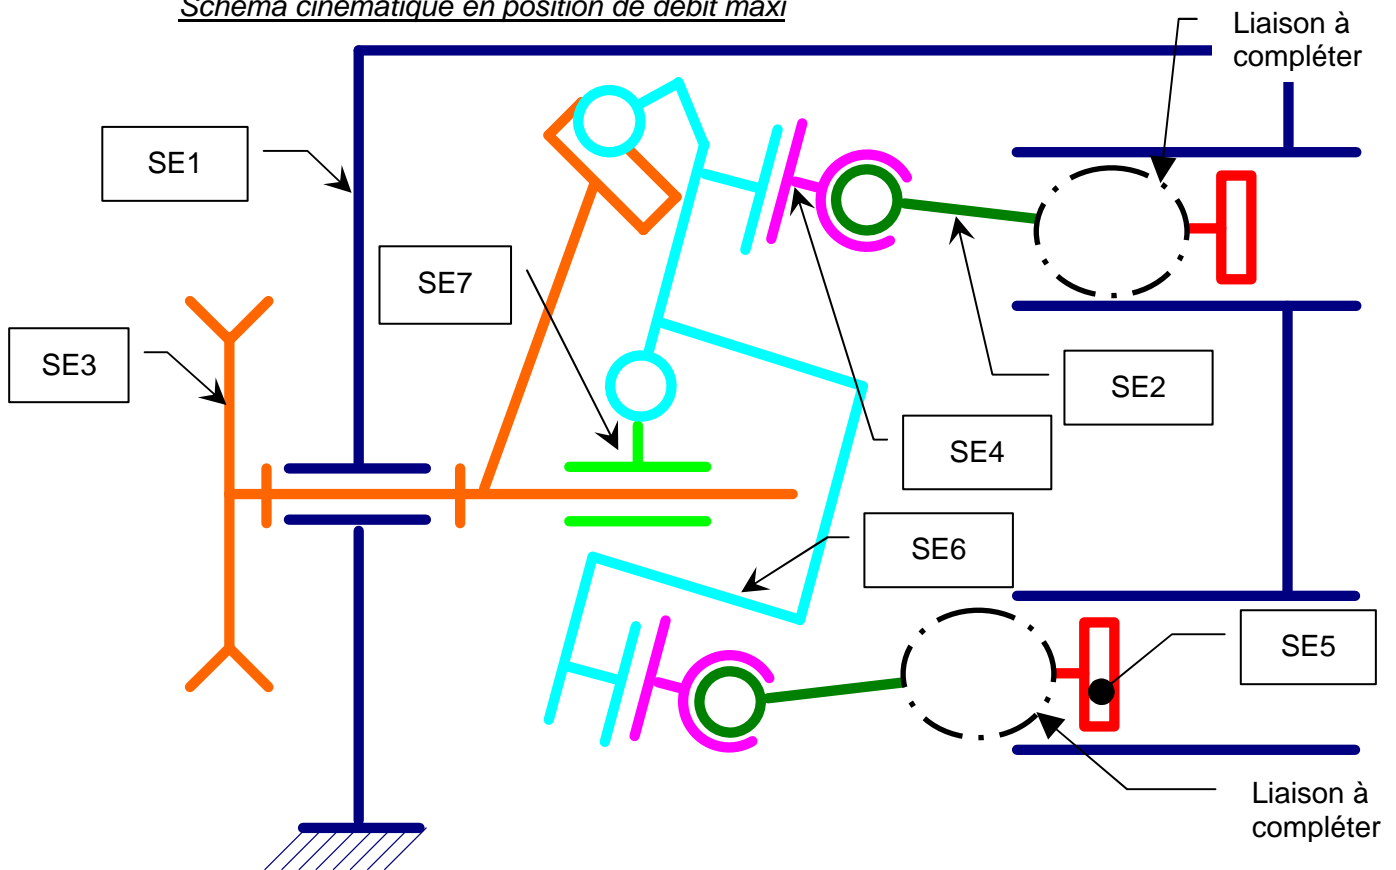 Schéma cinématique en position de débit maxi
Liaison à
compléter
SE1
SE7
SE3
SE2
SE4
SE6
SE5
Liaison à
compléter